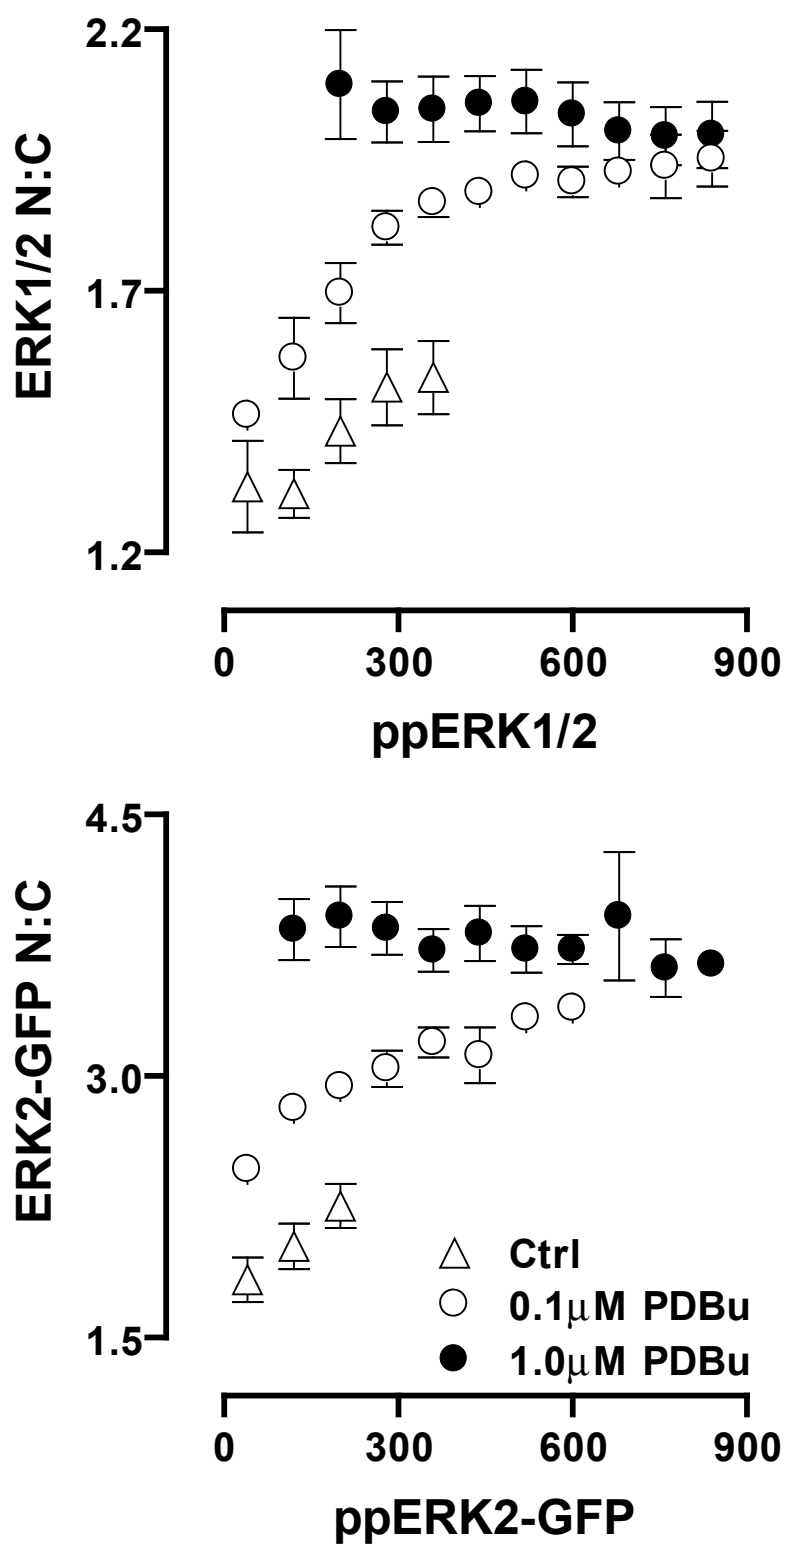 2.2
1.7
1.2
ERK1/2 N:C
0 300 600 900
ppERK1/2
4.5
3.0
1.5
ERK2-GFP N:C
Ctrl
0.1μM PDBu
1.0μM PDBu
0 300 600 900
ppERK2-GFP